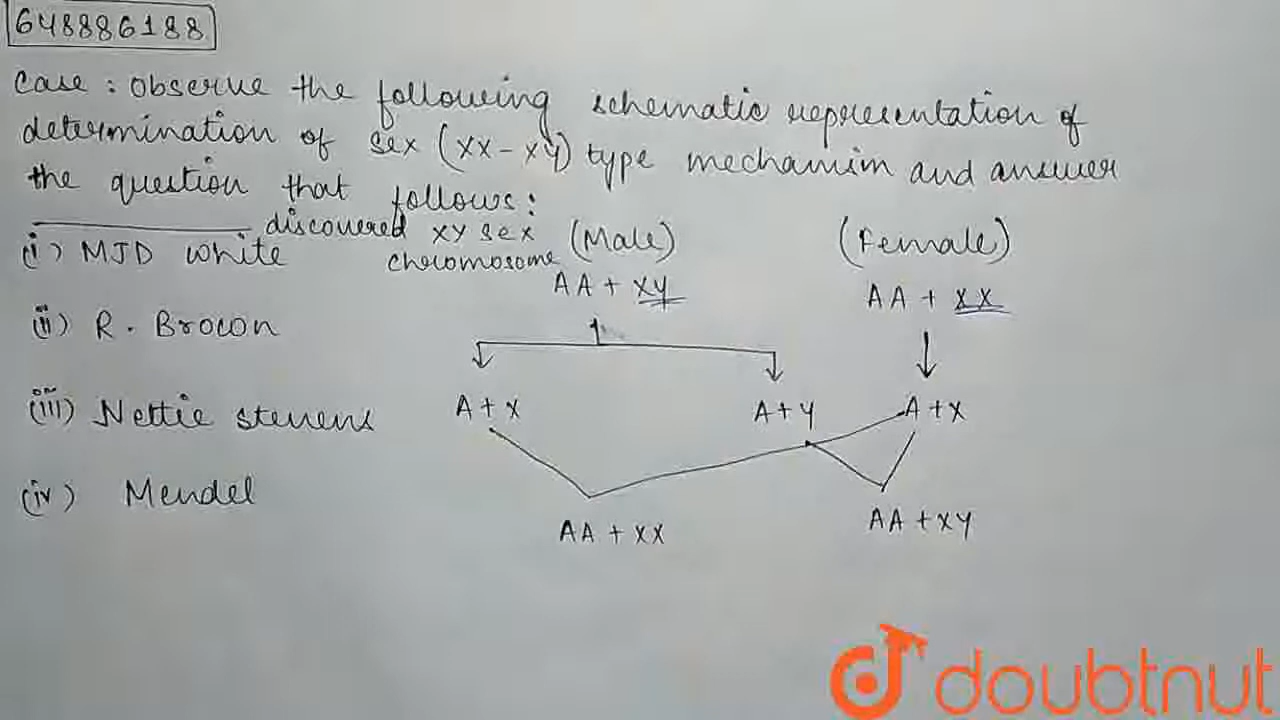 648886188
Case : Observe the following schematic representation of
determination of sex (XX - XY) type mechanism and answer
the question that follows :
__________ discovered XY sex chromosome
(Male)
(Female)
AA + XY
AA + XX
(i) MJD White
(ii) R. Brocon
(iii) Nettie Stevens
(iv) Mendel
A + X
A + Y
A + X
AA + XX
AA + XY
doubtnut